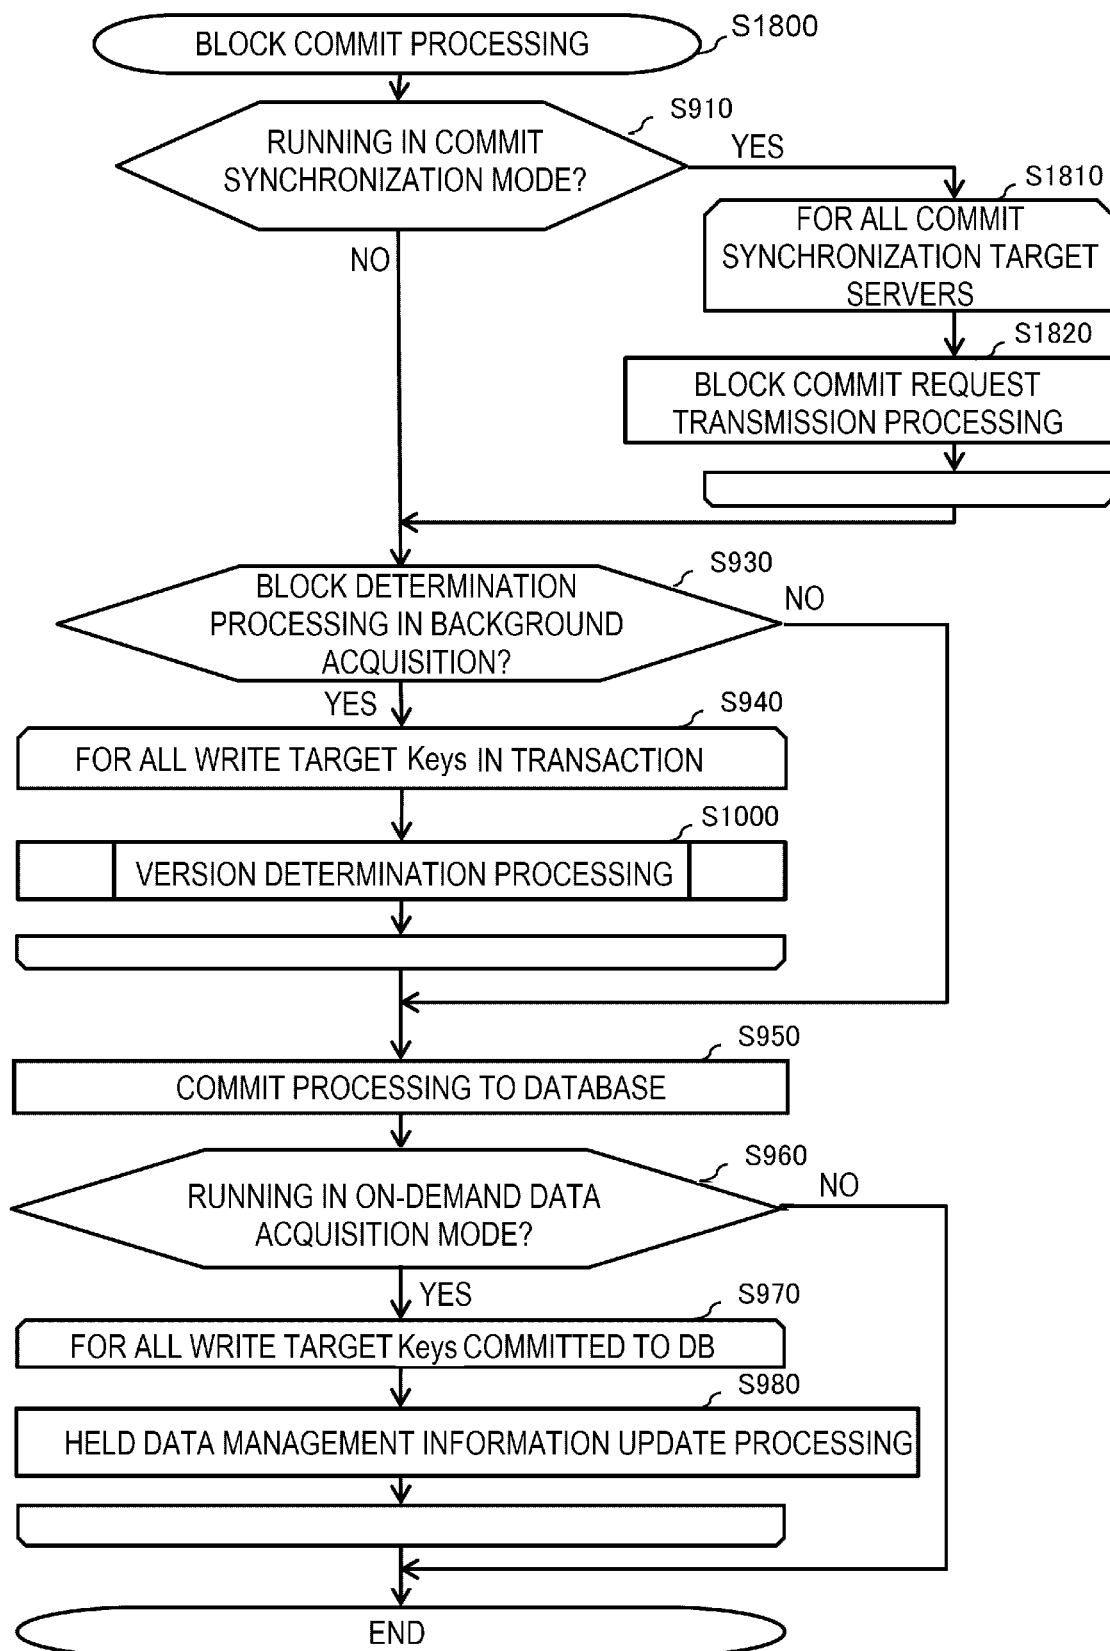 BLOCK COMMIT PROCESSING
S1800
RUNNING IN COMMIT
SYNCHRONIZATION MODE?
S910
YES
NO
S1810
FOR ALL COMMIT
SYNCHRONIZATION TARGET
SERVERS
S1820
BLOCK COMMIT REQUEST
TRANSMISSION PROCESSING
BLOCK DETERMINATION
PROCESSING IN BACKGROUND
ACQUISITION?
S930
NO
YES
S940
FOR ALL WRITE TARGET Keys IN TRANSACTION
S1000
VERSION DETERMINATION PROCESSING
S950
COMMIT PROCESSING TO DATABASE
S960
RUNNING IN ON-DEMAND DATA
ACQUISITION MODE?
NO
YES
S970
FOR ALL WRITE TARGET Keys COMMITTED TO DB
S980
HELD DATA MANAGEMENT INFORMATION UPDATE PROCESSING
END